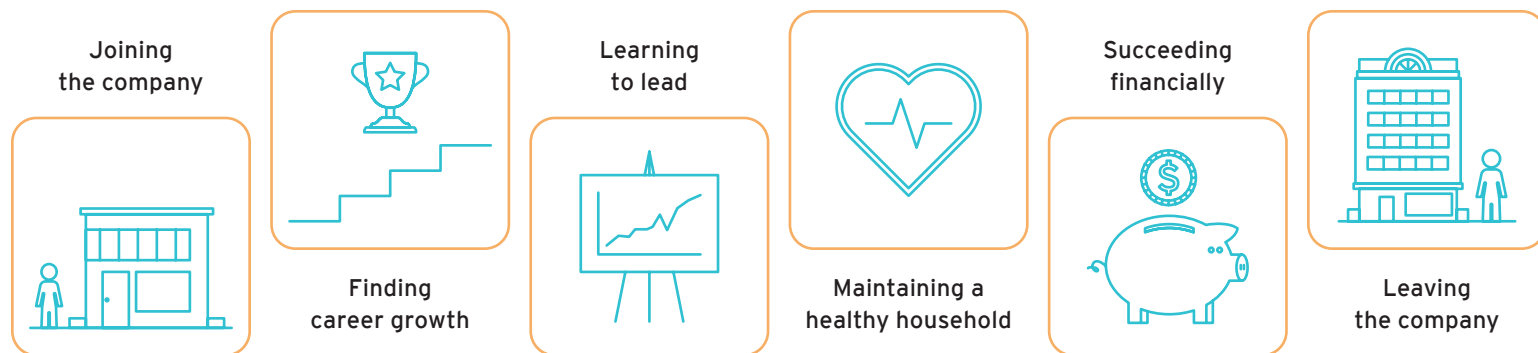 Joining
the company
Finding
career growth
Learning
to lead
Maintaining a
healthy household
Succeeding
financially
$
Leaving
the company